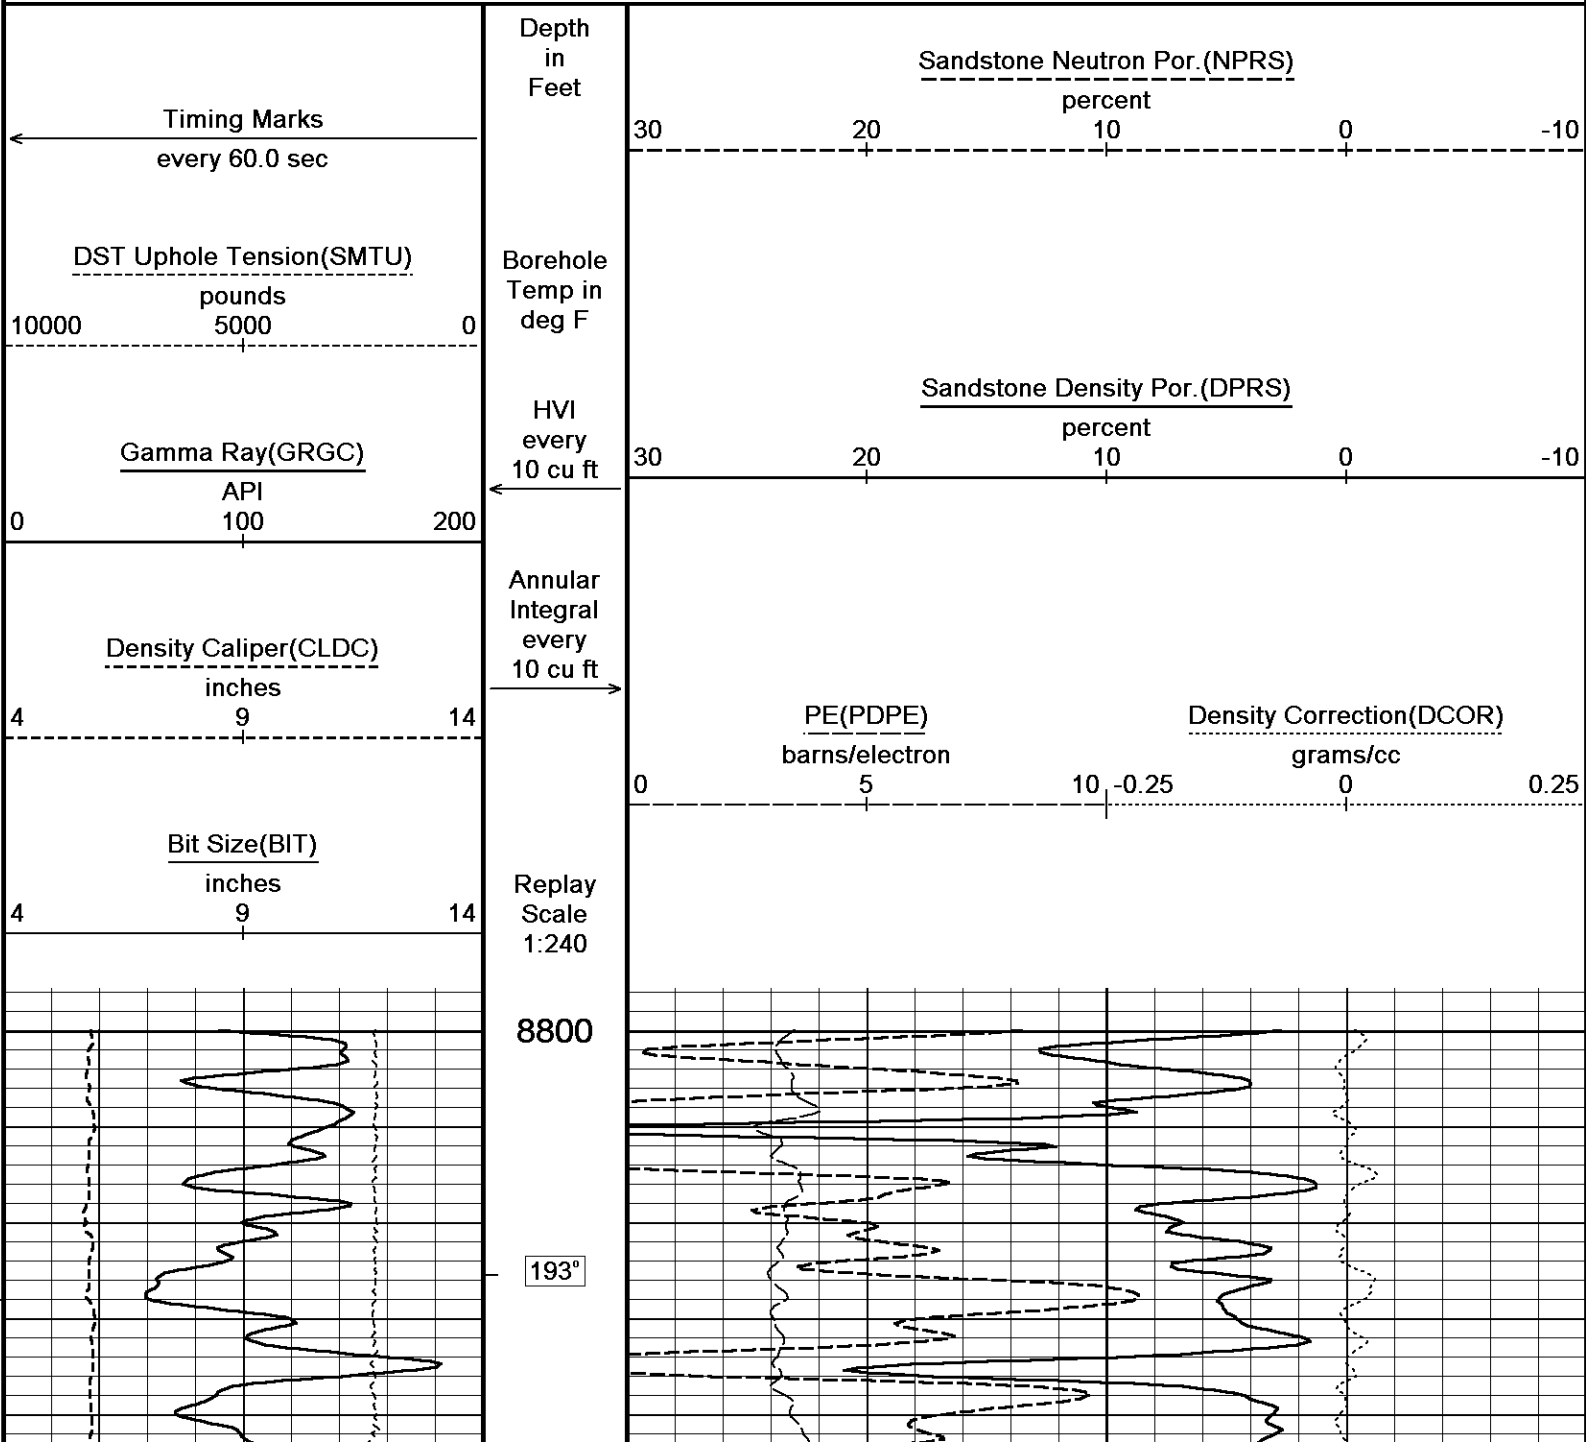 Timing Marks
every 60.0 sec
DST Uphole Tension(SMTU)
pounds
10000 5000 0
Gamma Ray(GRGC)
API
0 100 200
Density Caliper(CLDC)
inches
4 9 14
Bit Size(BIT)
inches
4 9 14
Depth
in
Feet
Borehole
Temp in
deg F
HVI
every
10 cu ft
Annular
Integral
every
10 cu ft
Replay
Scale
1:240
Sandstone Neutron Por.(NPRS)
percent
30 20 10 0 -10
Sandstone Density Por.(DPRS)
percent
30 20 10 0 -10
PE(PDPE)
barns/electron
0 5 10
Density Correction(DCOR)
grams/cc
-0.25 0 0.25
8800
193°